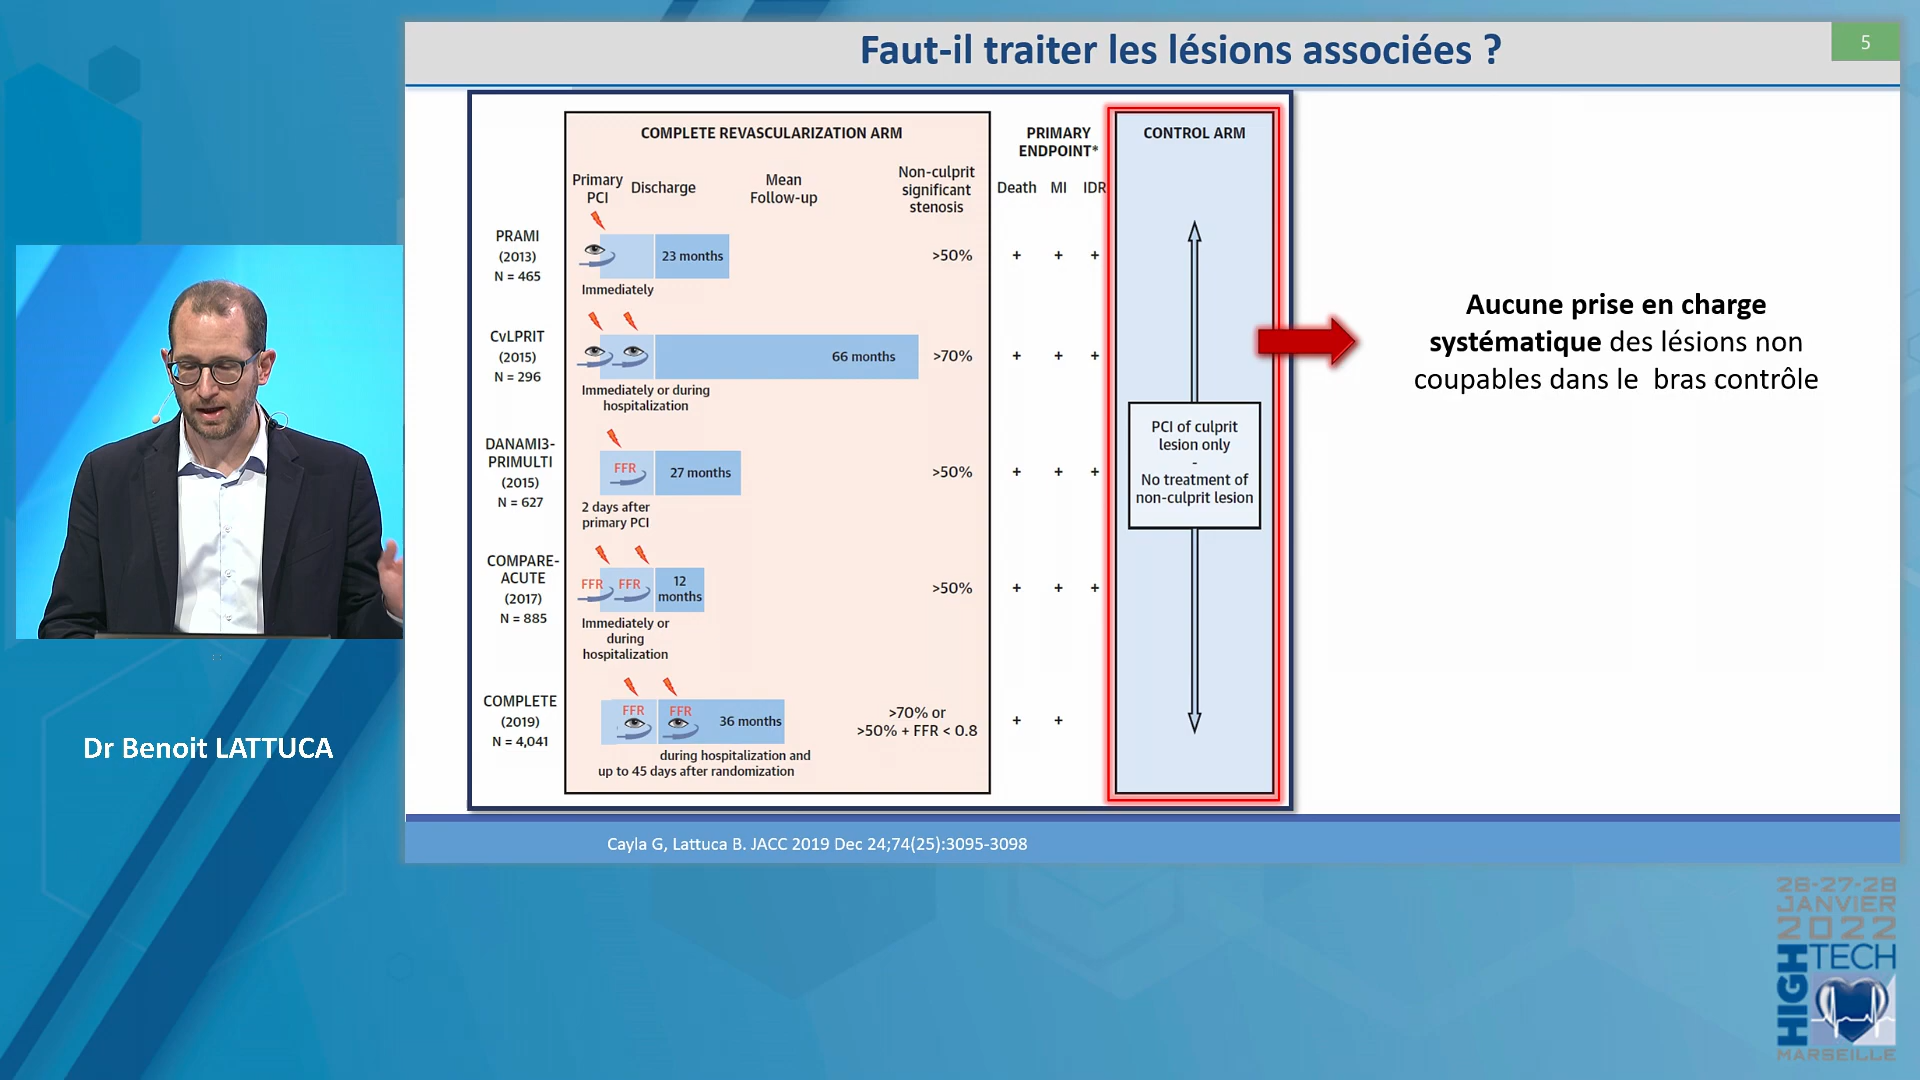 Faut-il traiter les lésions associées ?
5
COMPLETE REVASCULARIZATION ARM
Primary
PCI
Discharge
Mean
Follow-up
Non-culprit
significant
stenosis
PRIMARY
ENDPOINT*
Death MI IDR
CONTROL ARM
PRAMI
(2013)
N = 465
23 months
Immediately
>50%
+ + +
CvLPRIT
(2015)
N = 296
66 months
Immediately or during
hospitalization
>70%
+ + +
DANAMI3-
PRIMULTI
(2015)
N = 627
FFR
27 months
2 days after
primary PCI
>50%
+ + +
COMPARE-
ACUTE
(2017)
N = 885
FFR FFR
12
months
Immediately or
during
hospitalization
>50%
+ + +
COMPLETE
(2019)
N = 4,041
FFR FFR
36 months
during hospitalization and
up to 45 days after randomization
>70% or
>50% + FFR < 0.8
+ +
PCI of culprit
lesion only
-
No treatment of
non-culprit lesion
Aucune prise en charge
systématique des lésions non
coupables dans le bras contrôle
Cayla G, Lattuca B. JACC 2019 Dec 24;74(25):3095-3098
Dr Benoit LATTUCA
26-27-28
JANVIER
2022
HIGH
TECH
MARSEILLE